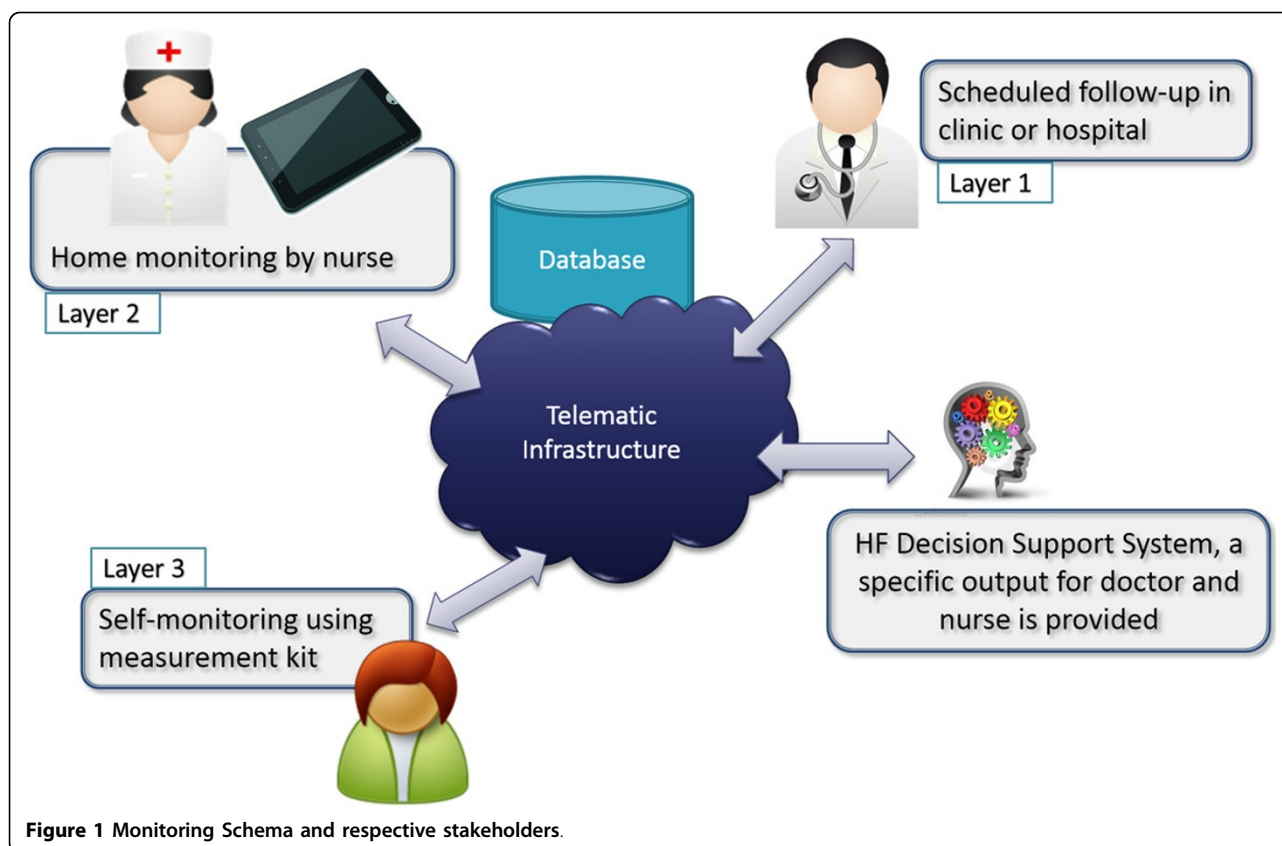 Home monitoring by nurse
Layer 2
Database
Scheduled follow-up in
clinic or hospital
Layer 1
Telematic
Infrastructure
Layer 3
Self-monitoring using
measurement kit
HF Decision Support System, a
specific output for doctor and
nurse is provided
Figure 1 Monitoring Schema and respective stakeholders.